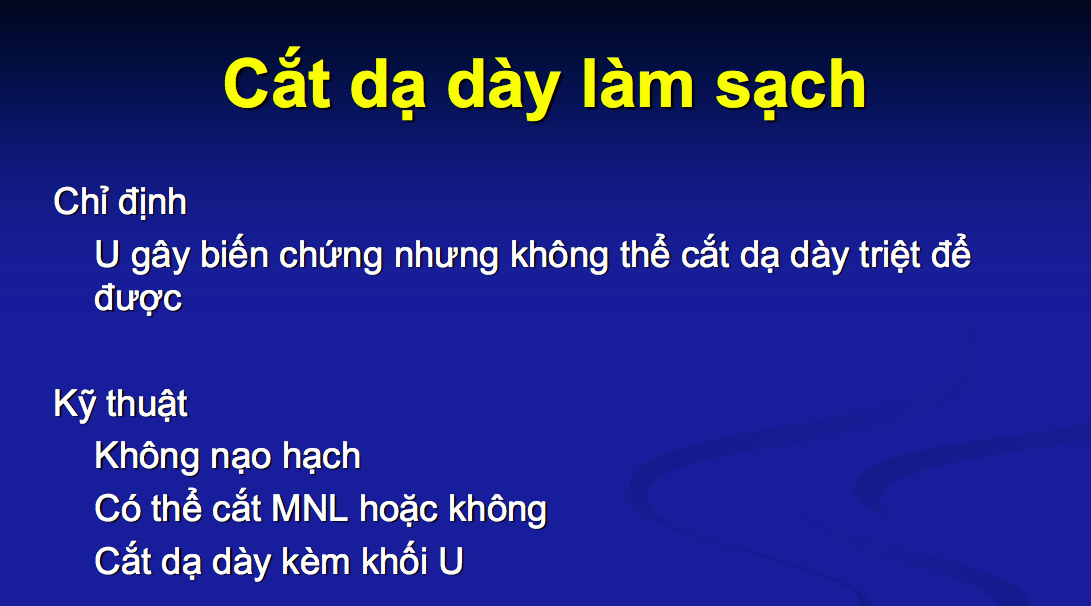 Cắt dạ dày làm sạch
Chỉ định
U gây biến chứng nhưng không thể cắt dạ dày triệt để
được
Kỹ thuật
Không nạo hạch
Có thể cắt MNL hoặc không
Cắt dạ dày kèm khối U